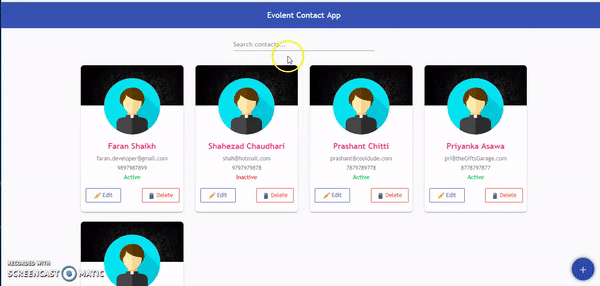 Evolent Contact App
Search contacts...
Faran Shaikh
faran.developer@gmail.com
9897987899
Active
Edit
Delete
Shahezad Chaudhari
shah@hotmail.com
9797979878
Inactive
Edit
Delete
Prashant Chitti
prashant@cooldude.com
7879789778
Active
Edit
Delete
Priyanka Asawa
pri@theGiftsGarage.com
8778797877
Active
Edit
Delete
RECORDED WITH
SCREENCAST MATIC
+